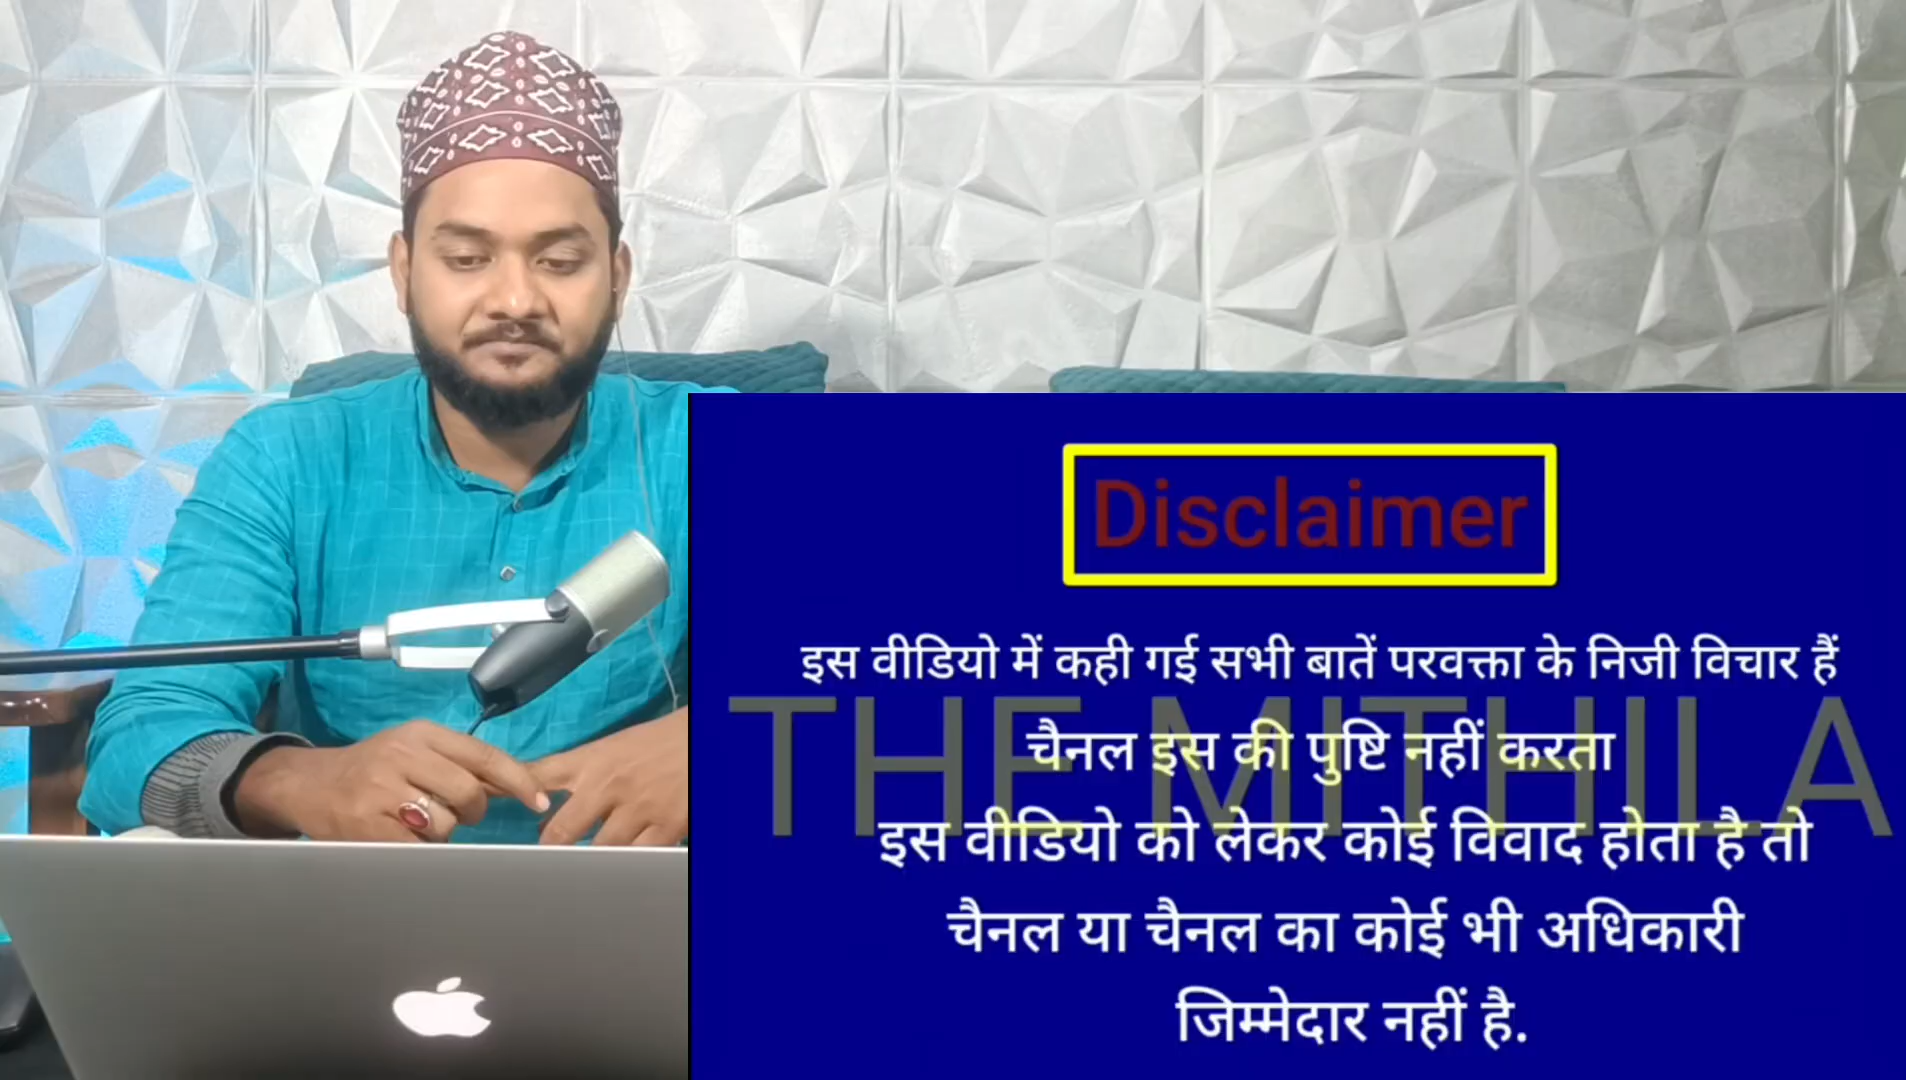 Disclaimer
इस वीडियो में कही गई सभी बातें परवक्ता के निजी विचार हैं
THE MITHILA
चैनल इस की पुष्टि नहीं करता
इस वीडियो को लेकर कोई विवाद होता है तो
चैनल या चैनल का कोई भी अधिकारी
जिम्मेदार नहीं है.